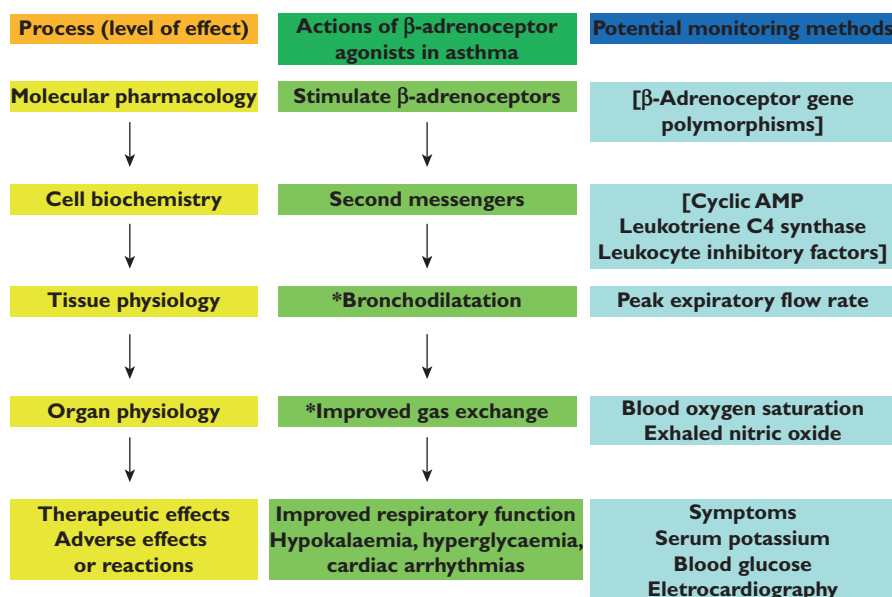 Process (level of effect)
Actions of β-adrenoceptor
agonists in asthma
Potential monitoring methods
Molecular pharmacology
Stimulate β-adrenoceptors
[β-Adrenoceptor gene
polymorphisms]
Cell biochemistry
Second messengers
[Cyclic AMP
Leukotriene C4 synthase
Leukocyte inhibitory factors]
Tissue physiology
*Bronchodilatation
Peak expiratory flow rate
Organ physiology
*Improved gas exchange
Blood oxygen saturation
Exhaled nitric oxide
Therapeutic effects
Adverse effects
or reactions
Improved respiratory function
Hypokalaemia, hyperglycaemia,
cardiac arrhythmias
Symptoms
Serum potassium
Blood glucose
Eletrocardiography